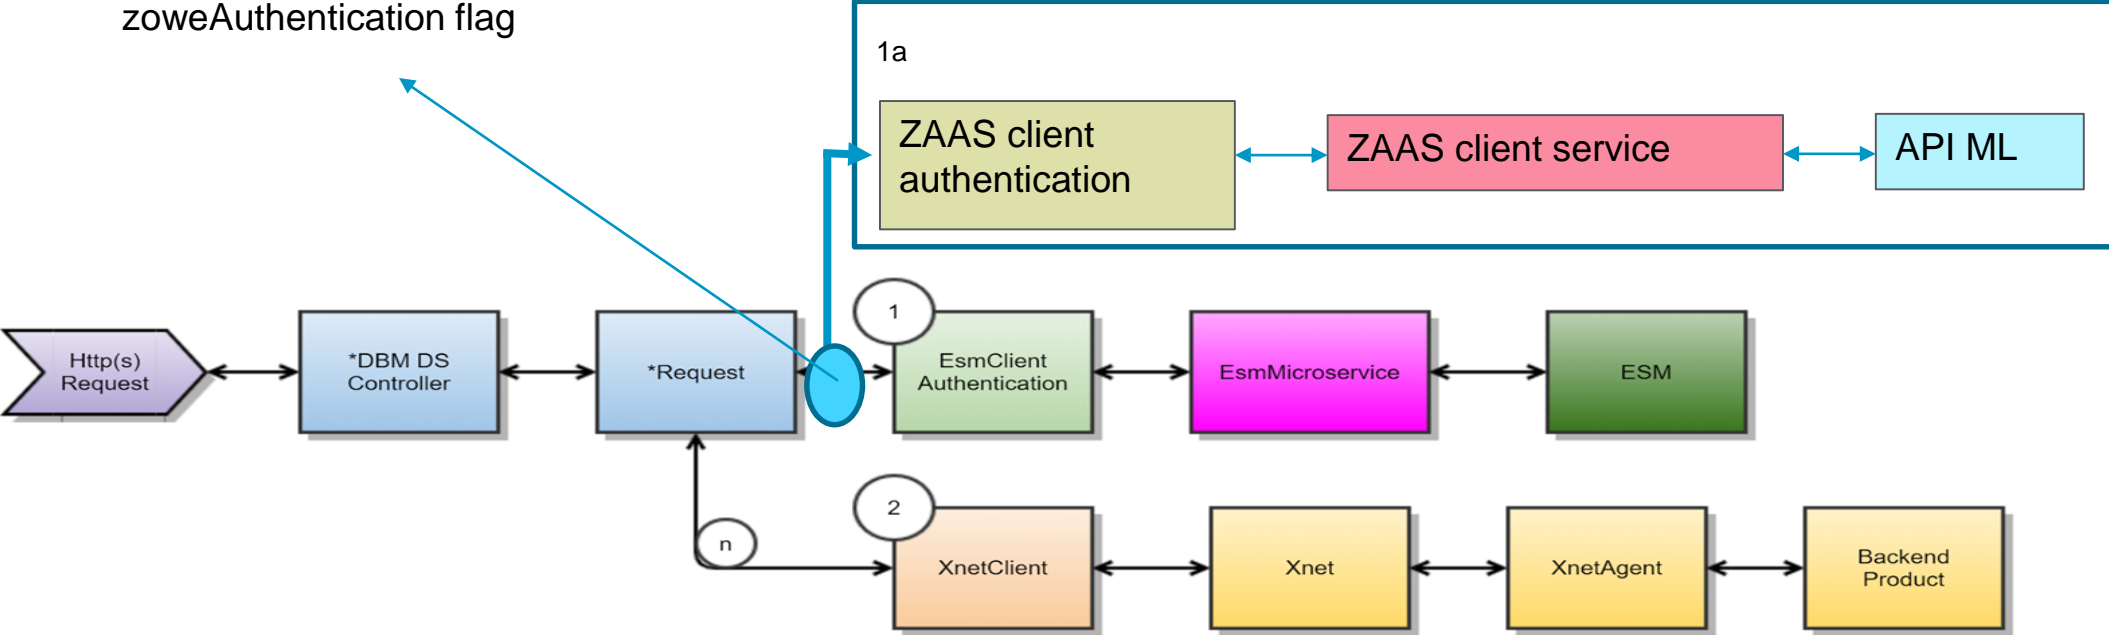 zoweAuthentication flag
1a
ZAAS client
authentication
ZAAS client service
API ML
Http(s)
Request
*DBM DS
Controller
*Request
1
EsmClient
Authentication
EsmMicroservice
ESM
n
2
XnetClient
Xnet
XnetAgent
Backend
Product